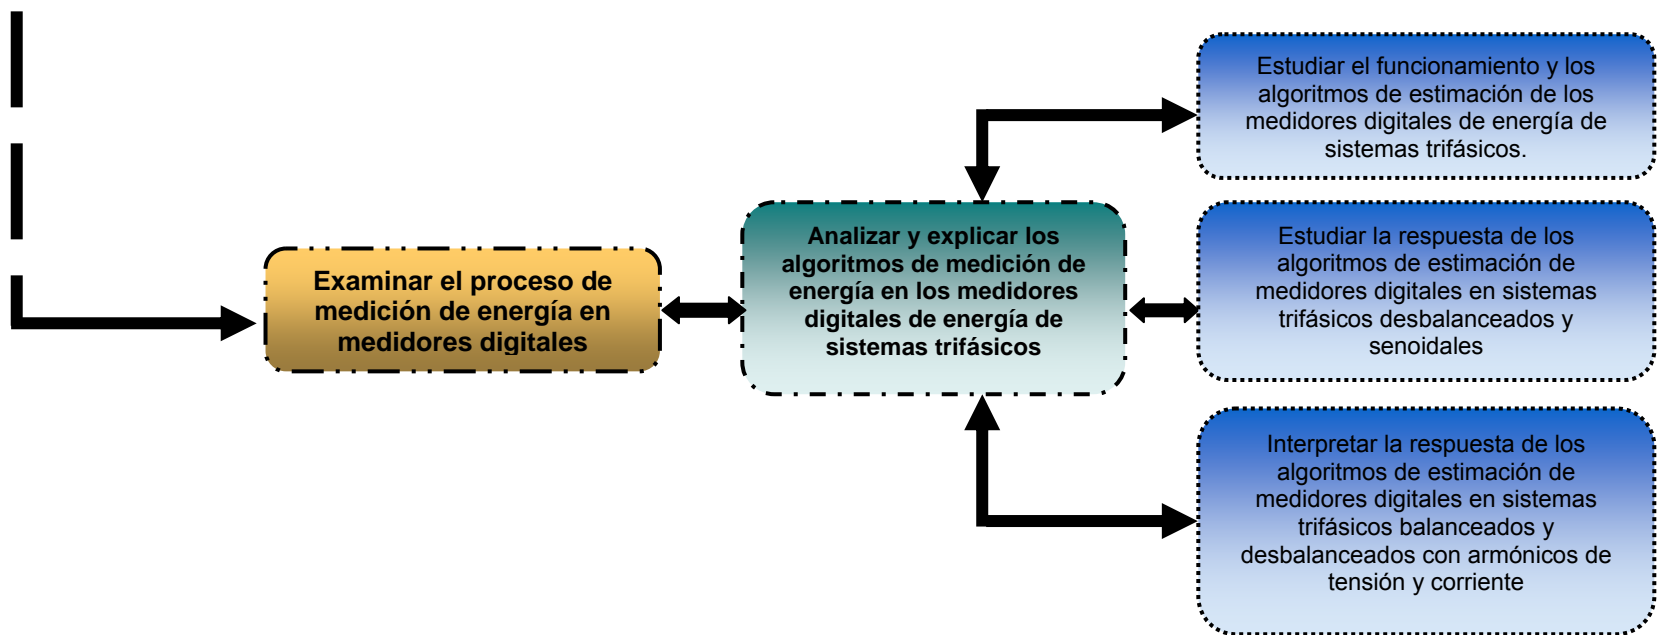 Examinar el proceso de
medición de energía en
medidores digitales
Analizar y explicar los
algoritmos de medición de
energía en los medidores
digitales de energía de
sistemas trifásicos
Estudiar el funcionamiento y los
algoritmos de estimación de los
medidores digitales de energía de
sistemas trifásicos.
Estudiar la respuesta de los
algoritmos de estimación de
medidores digitales en sistemas
trifásicos desbalanceados y
senoidales
Interpretar la respuesta de los
algoritmos de estimación de
medidores digitales en sistemas
trifásicos balanceados y
desbalanceados con armónicos de
tensión y corriente